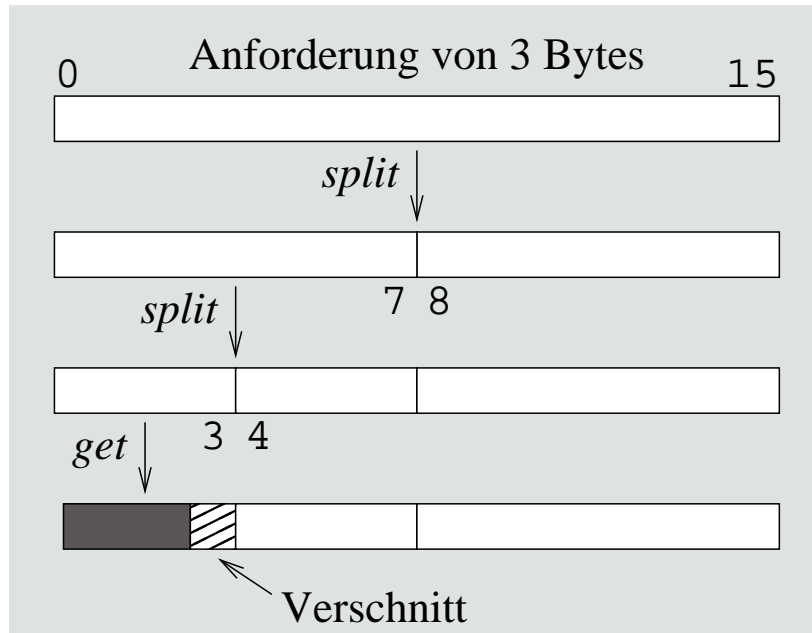 Anforderung von 3 Bytes
0 15
split
7 8
split
3 4
get
Verschnitt